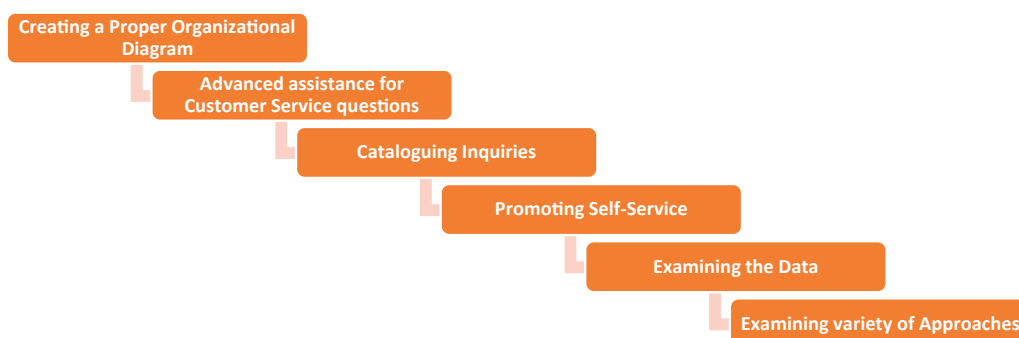 Creating a Proper Organizational
Diagram
Advanced assistance for
Customer Service questions
Cataloguing Inquiries
Promoting Self-Service
Examining the Data
Examining variety of Approaches